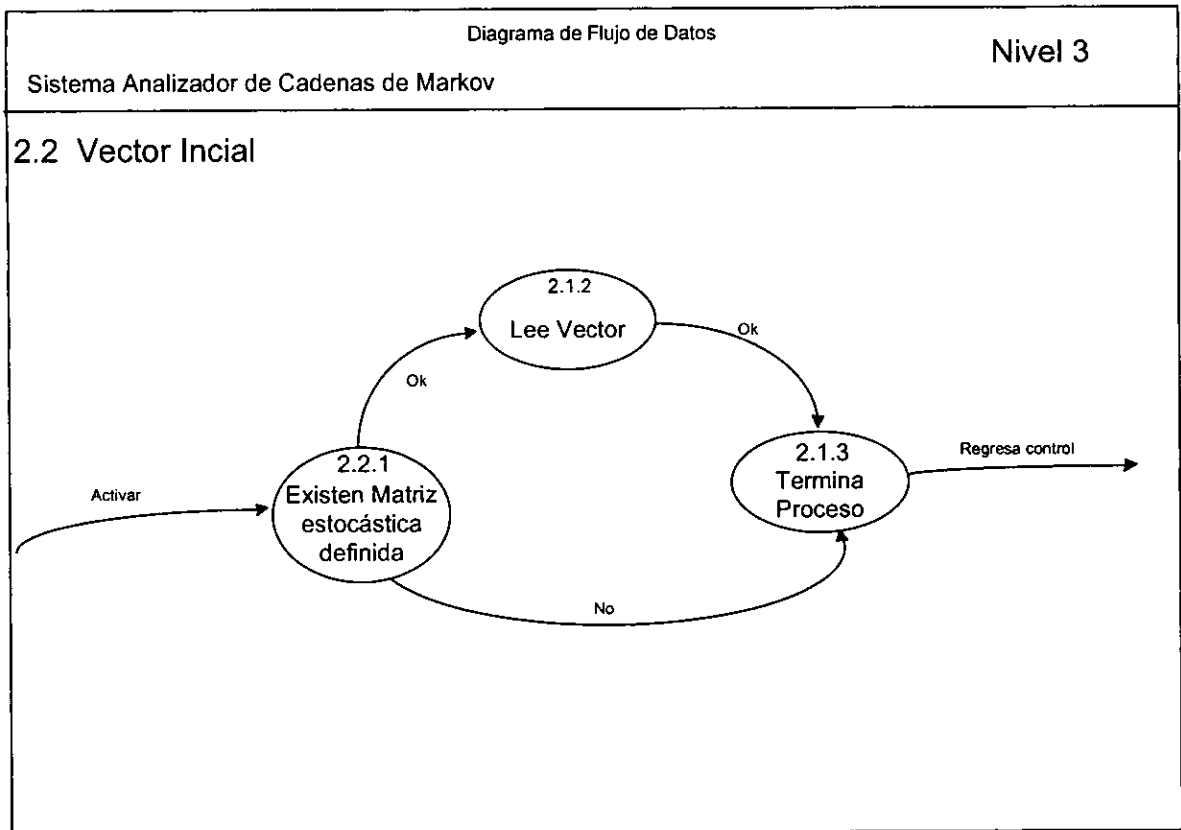 Diagrama de Flujo de Datos
Nivel 3
Sistema Analizador de Cadenas de Markov
2.2 Vector Incial
2.1.2
Lee Vector
Ok
Ok
2.2.1
Existen Matriz
estocástica
definida
Activar
2.1.3
Termina
Proceso
Regresa control
No